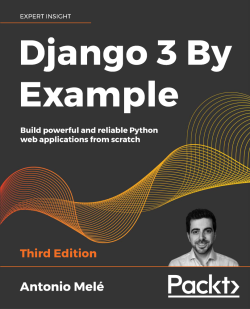 EXPERT INSIGHT
Django 3 By
Example
Build powerful and reliable Python
web applications from scratch
Third Edition
Antonio Melé
Packt>